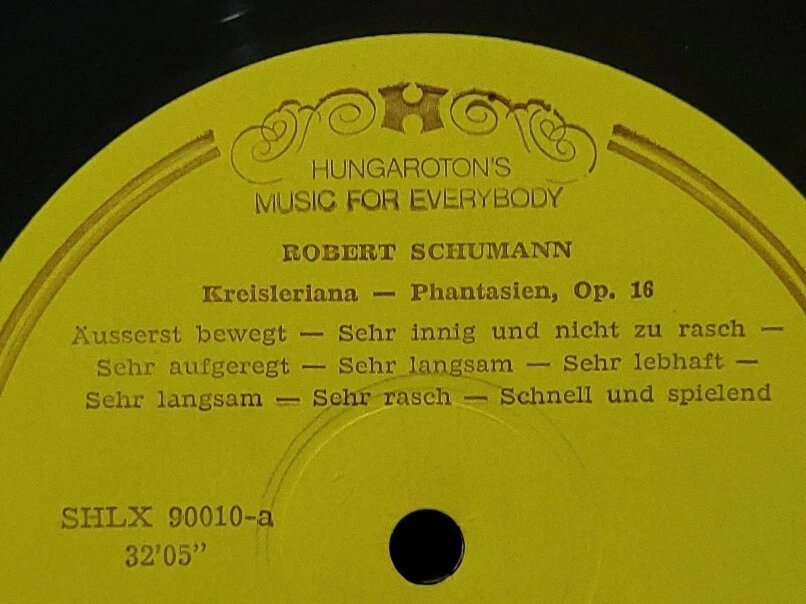 HUNGAROTON'S
MUSIC FOR EVERYBODY
ROBERT SCHUMANN
Kreisleriana — Phantasien, Op. 16
Äusserst bewegt — Sehr innig und nicht zu rasch —
Sehr aufgeregt — Sehr langsam — Sehr lebhaft —
Sehr langsam — Sehr rasch — Schnell und spielend
SHLX 90010-a
32'05"